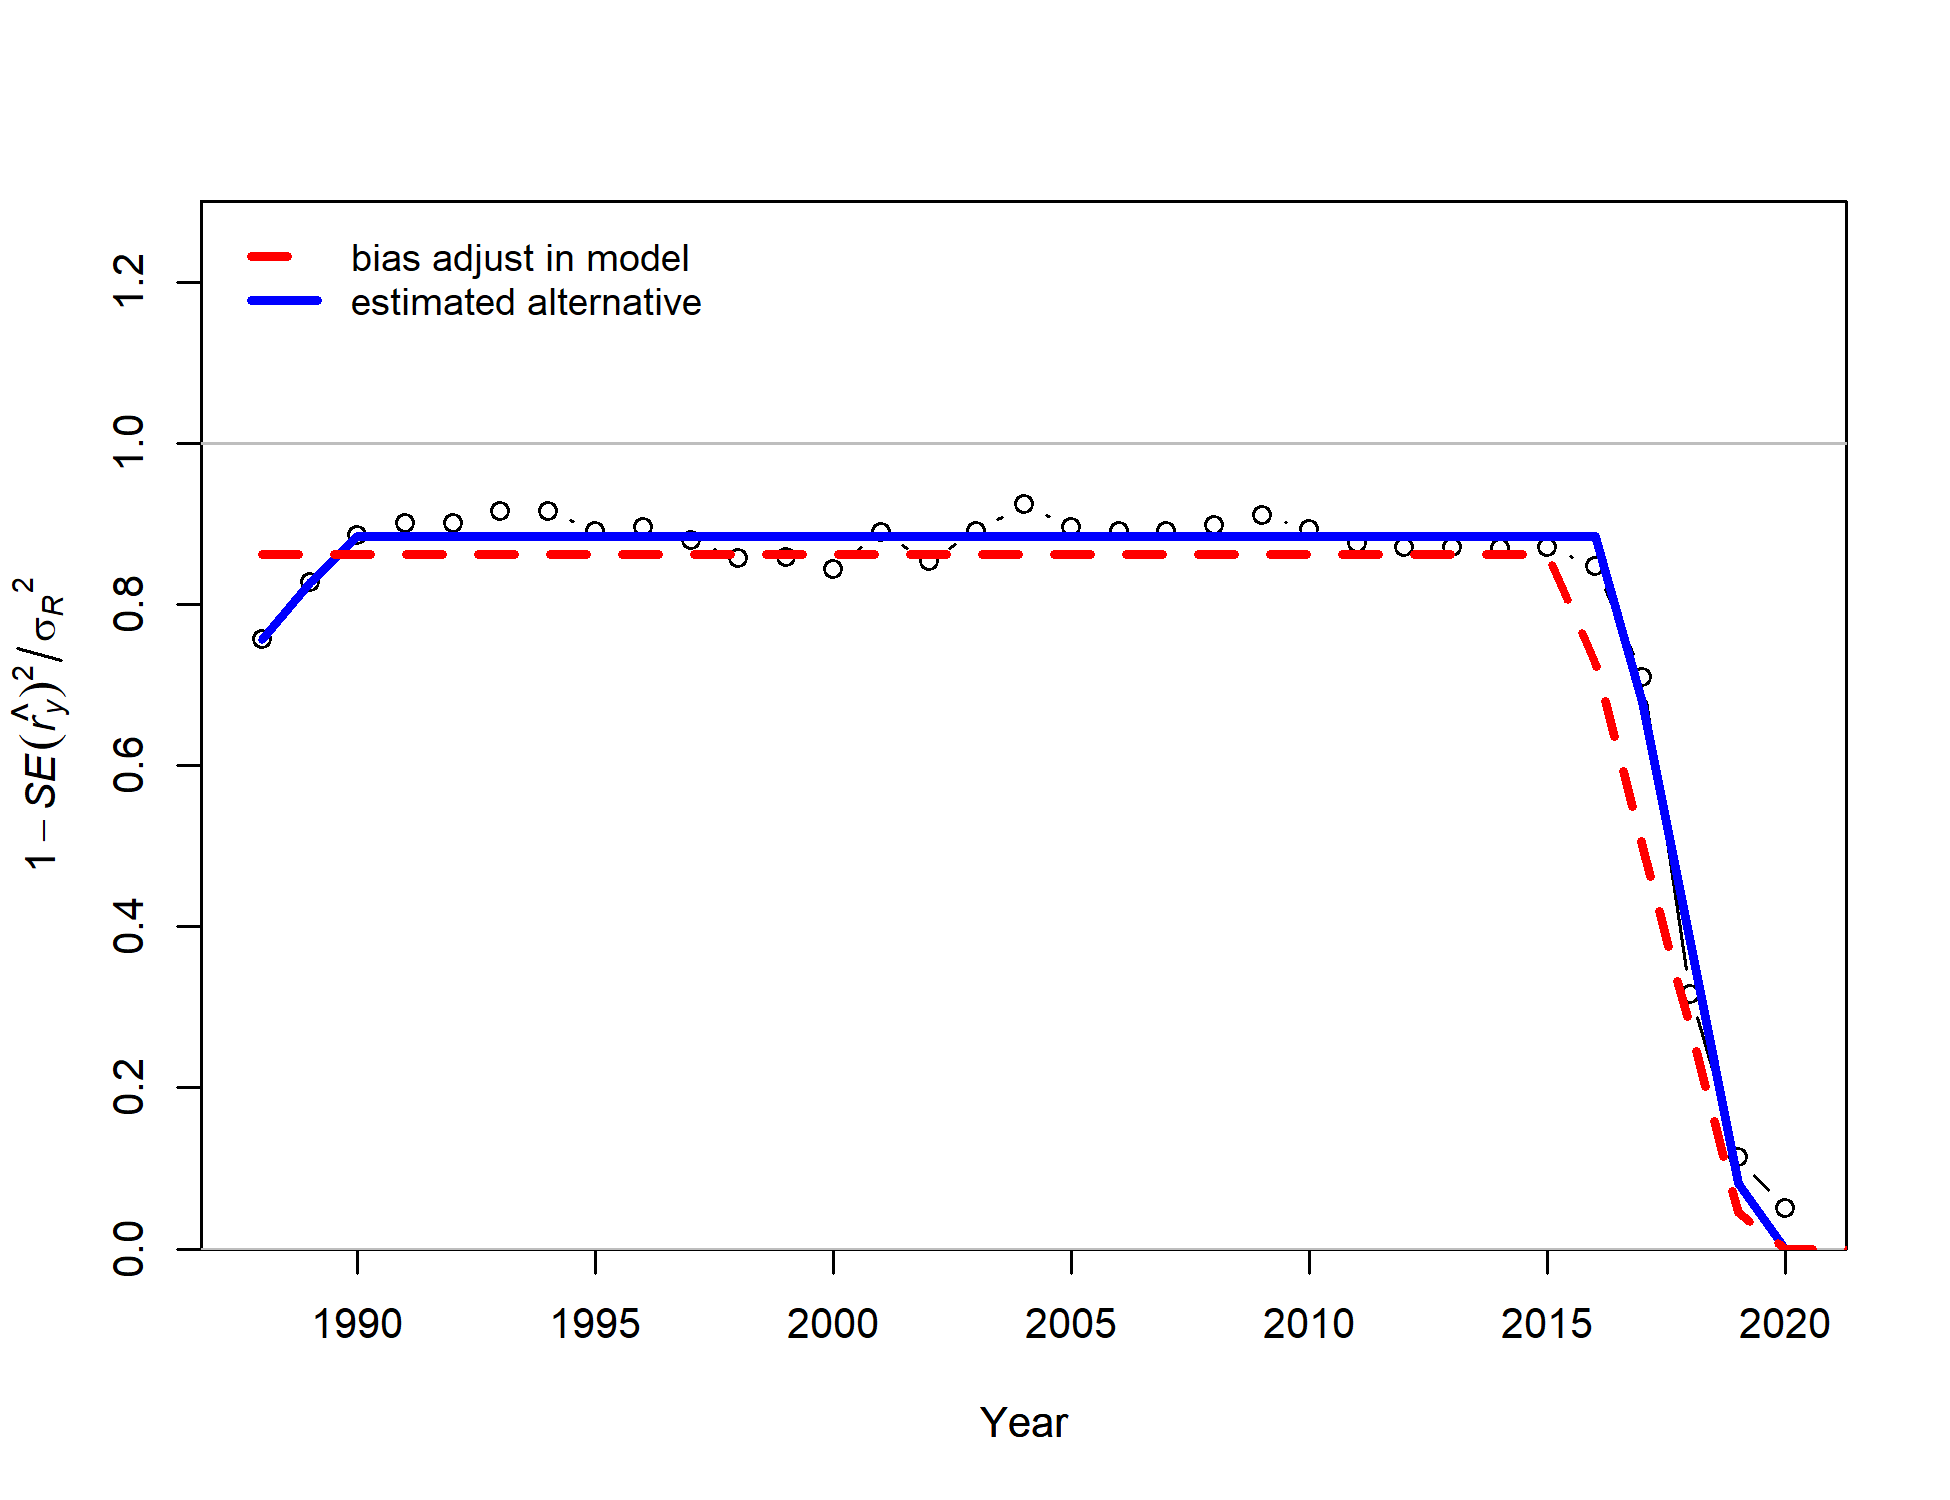 bias adjust in model
estimated alternative
1.2
1.0
0.8
0.6
0.4
0.2
0.0
1 − SE(r̂y)² / σR²
1990 1995 2000 2005 2010 2015 2020
Year